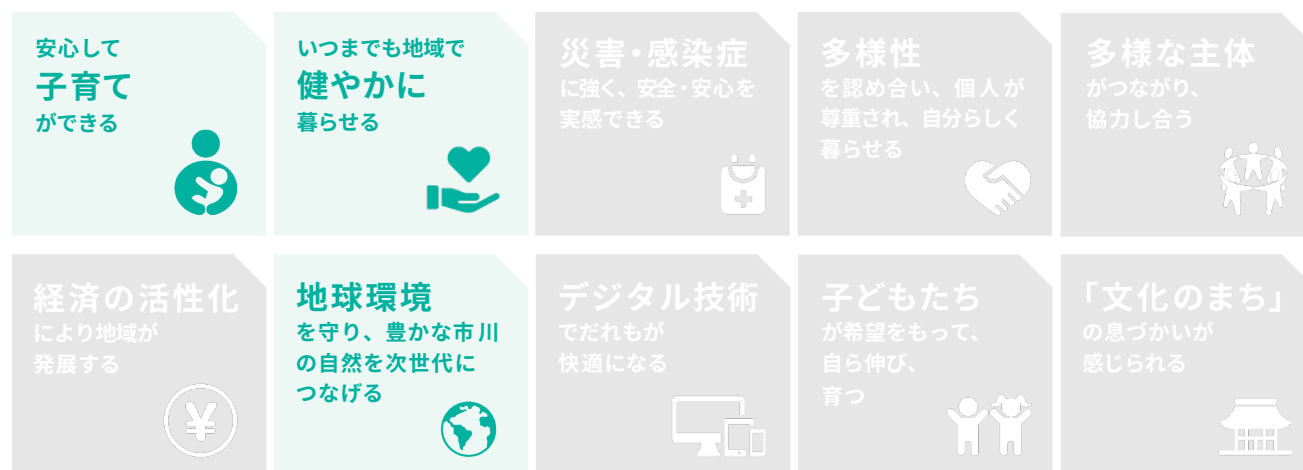 安心して
子育て
ができる
いつまでも地域で
健やかに
暮らせる
災害・感染症
に強く、安全・安心を
実感できる
多様性
を認め合い、個人が
尊重され、自分らしく
暮らせる
多様な主体
がつながり、
協力し合う
経済の活性化
により地域が
発展する
地球環境
を守り、豊かな市川
の自然を次世代に
つなげる
デジタル技術
でだれもが
快適になる
子どもたち
が希望をもって、
自ら伸び、
育つ
「文化のまち」
の息づかいが
感じられる